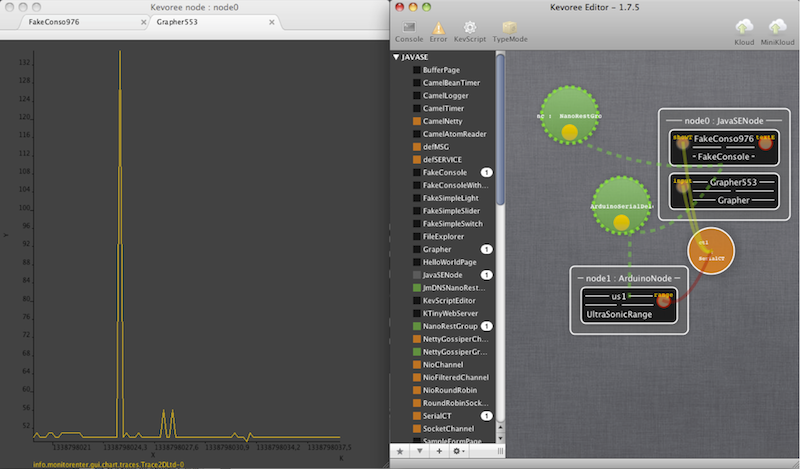 Kevoree node : node0
FakeConso976
Grapher553
132
Y
128
124
120
116
112
108
104
100
96
92
88
84
80
76
72
68
64
60
56
52
1338798021
1338798024,3
1338798027,6
1338798030,9
1338798034,2
1338798037,5
X
info.monitorenter.gui.chart.traces.Trace2DLtd-0
Kevoree Editor - 1.7.5
Console
Error
KevScript
TypeMode
Kloud
MiniKloud
JAVASE
BufferPage
CamelBeanTimer
CamelLogger
CamelTimer
CamelNetty
CamelAtomReader
defMSG
defSERVICE
FakeConsole 1
FakeConsoleWith...
FakeSimpleLight
FakeSimpleSlider
FakeSimpleSwitch
FileExplorer
Grapher 1
HelloWorldPage
JavaSENode 1
JmDNSNanoRest...
KevScriptEditor
KTinyWebServer
NanoRestGroup 1
NettyGossiperCh...
NettyGossiperGr...
NioChannel
NioFilteredChannel
NioRoundRobin
RoundRobinSock...
SerialCT 1
SocketChannel
SampleFormPage
NanoRestGro
ArduinoSerialDel
node0 : JavaSENode
showT
FakeConso976
textE
FakeConsole
input
Grapher553
Grapher
SerialCT
node1 : ArduinoNode
us1
range
UltraSonicRange